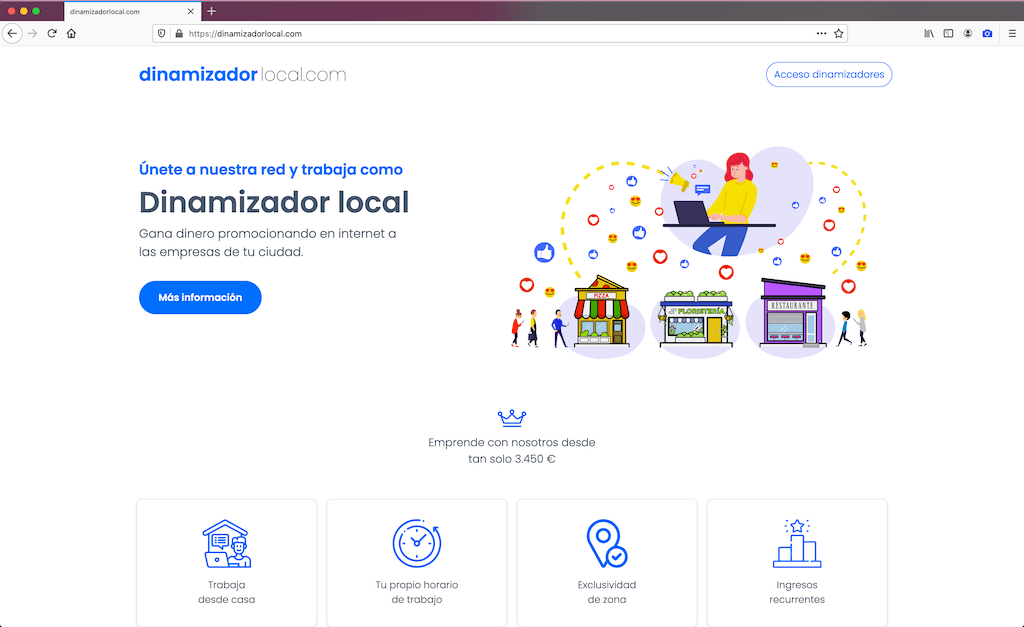 dinamizadorlocal.com
https://dinamizadorlocal.com
dinamizadorlocal.com
Acceso dinamizadores
Únete a nuestra red y trabaja como
Dinamizador local
Gana dinero promocionando en internet a
las empresas de tu ciudad.
Más información
PIZZA
FLORISTERÍA
RESTAURANTE
Emprende con nosotros desde
tan solo 3.450 €
Trabaja
desde casa
Tu propio horario
de trabajo
Exclusividad
de zona
Ingresos
recurrentes